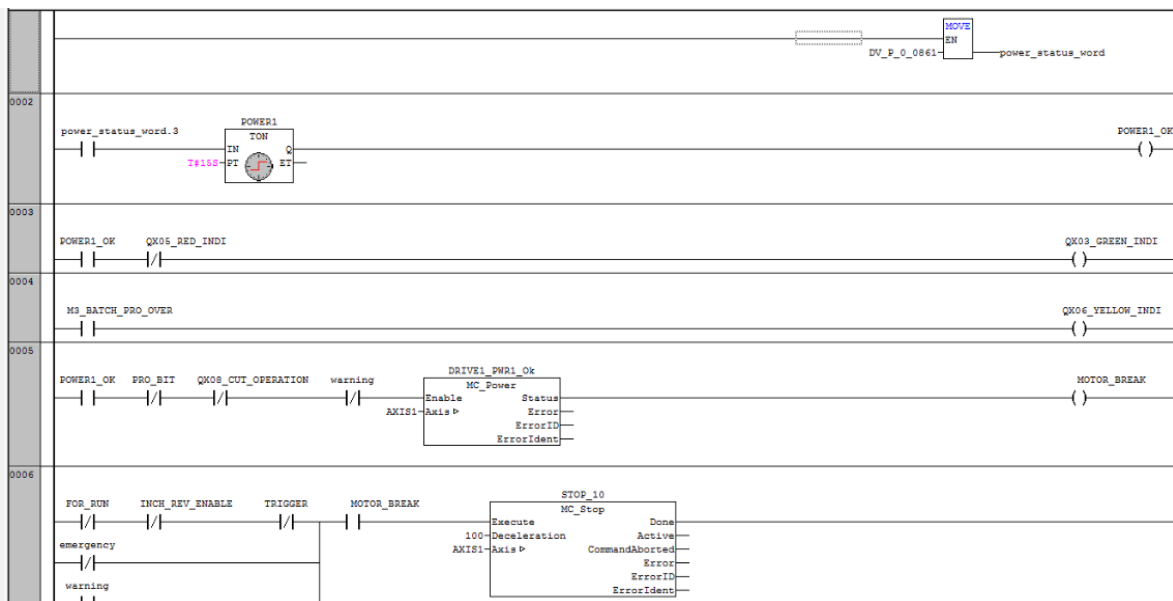 MOVE
EN
DV_P_0_0861 power_status_word
0002
POWER1
power_status_word.3 TON POWER1_OK
IN Q
T#18S PT ET
0003
POWER1_OK QX05_RED_INDI QX03_GREEN_INDI
0004
M3_BATCH_PRO_OVER QX06_YELLOW_INDI
0005
DRIVE1_PWR1_Ok
POWER1_OK PRO_BIT QX08_CUT_OPERATION warning MC_Power MOTOR_BREAK
Enable Status
AXIS1 Axis Error
ErrorID
ErrorIdent
0006
STOP_10
FOR_RUN INCH_REV_ENABLE TRIGGER MOTOR_BREAK MC_Stop
Execute Done
100 Deceleration Active
emergency AXIS1 Axis CommandAborted
Error
ErrorID
warning ErrorIdent